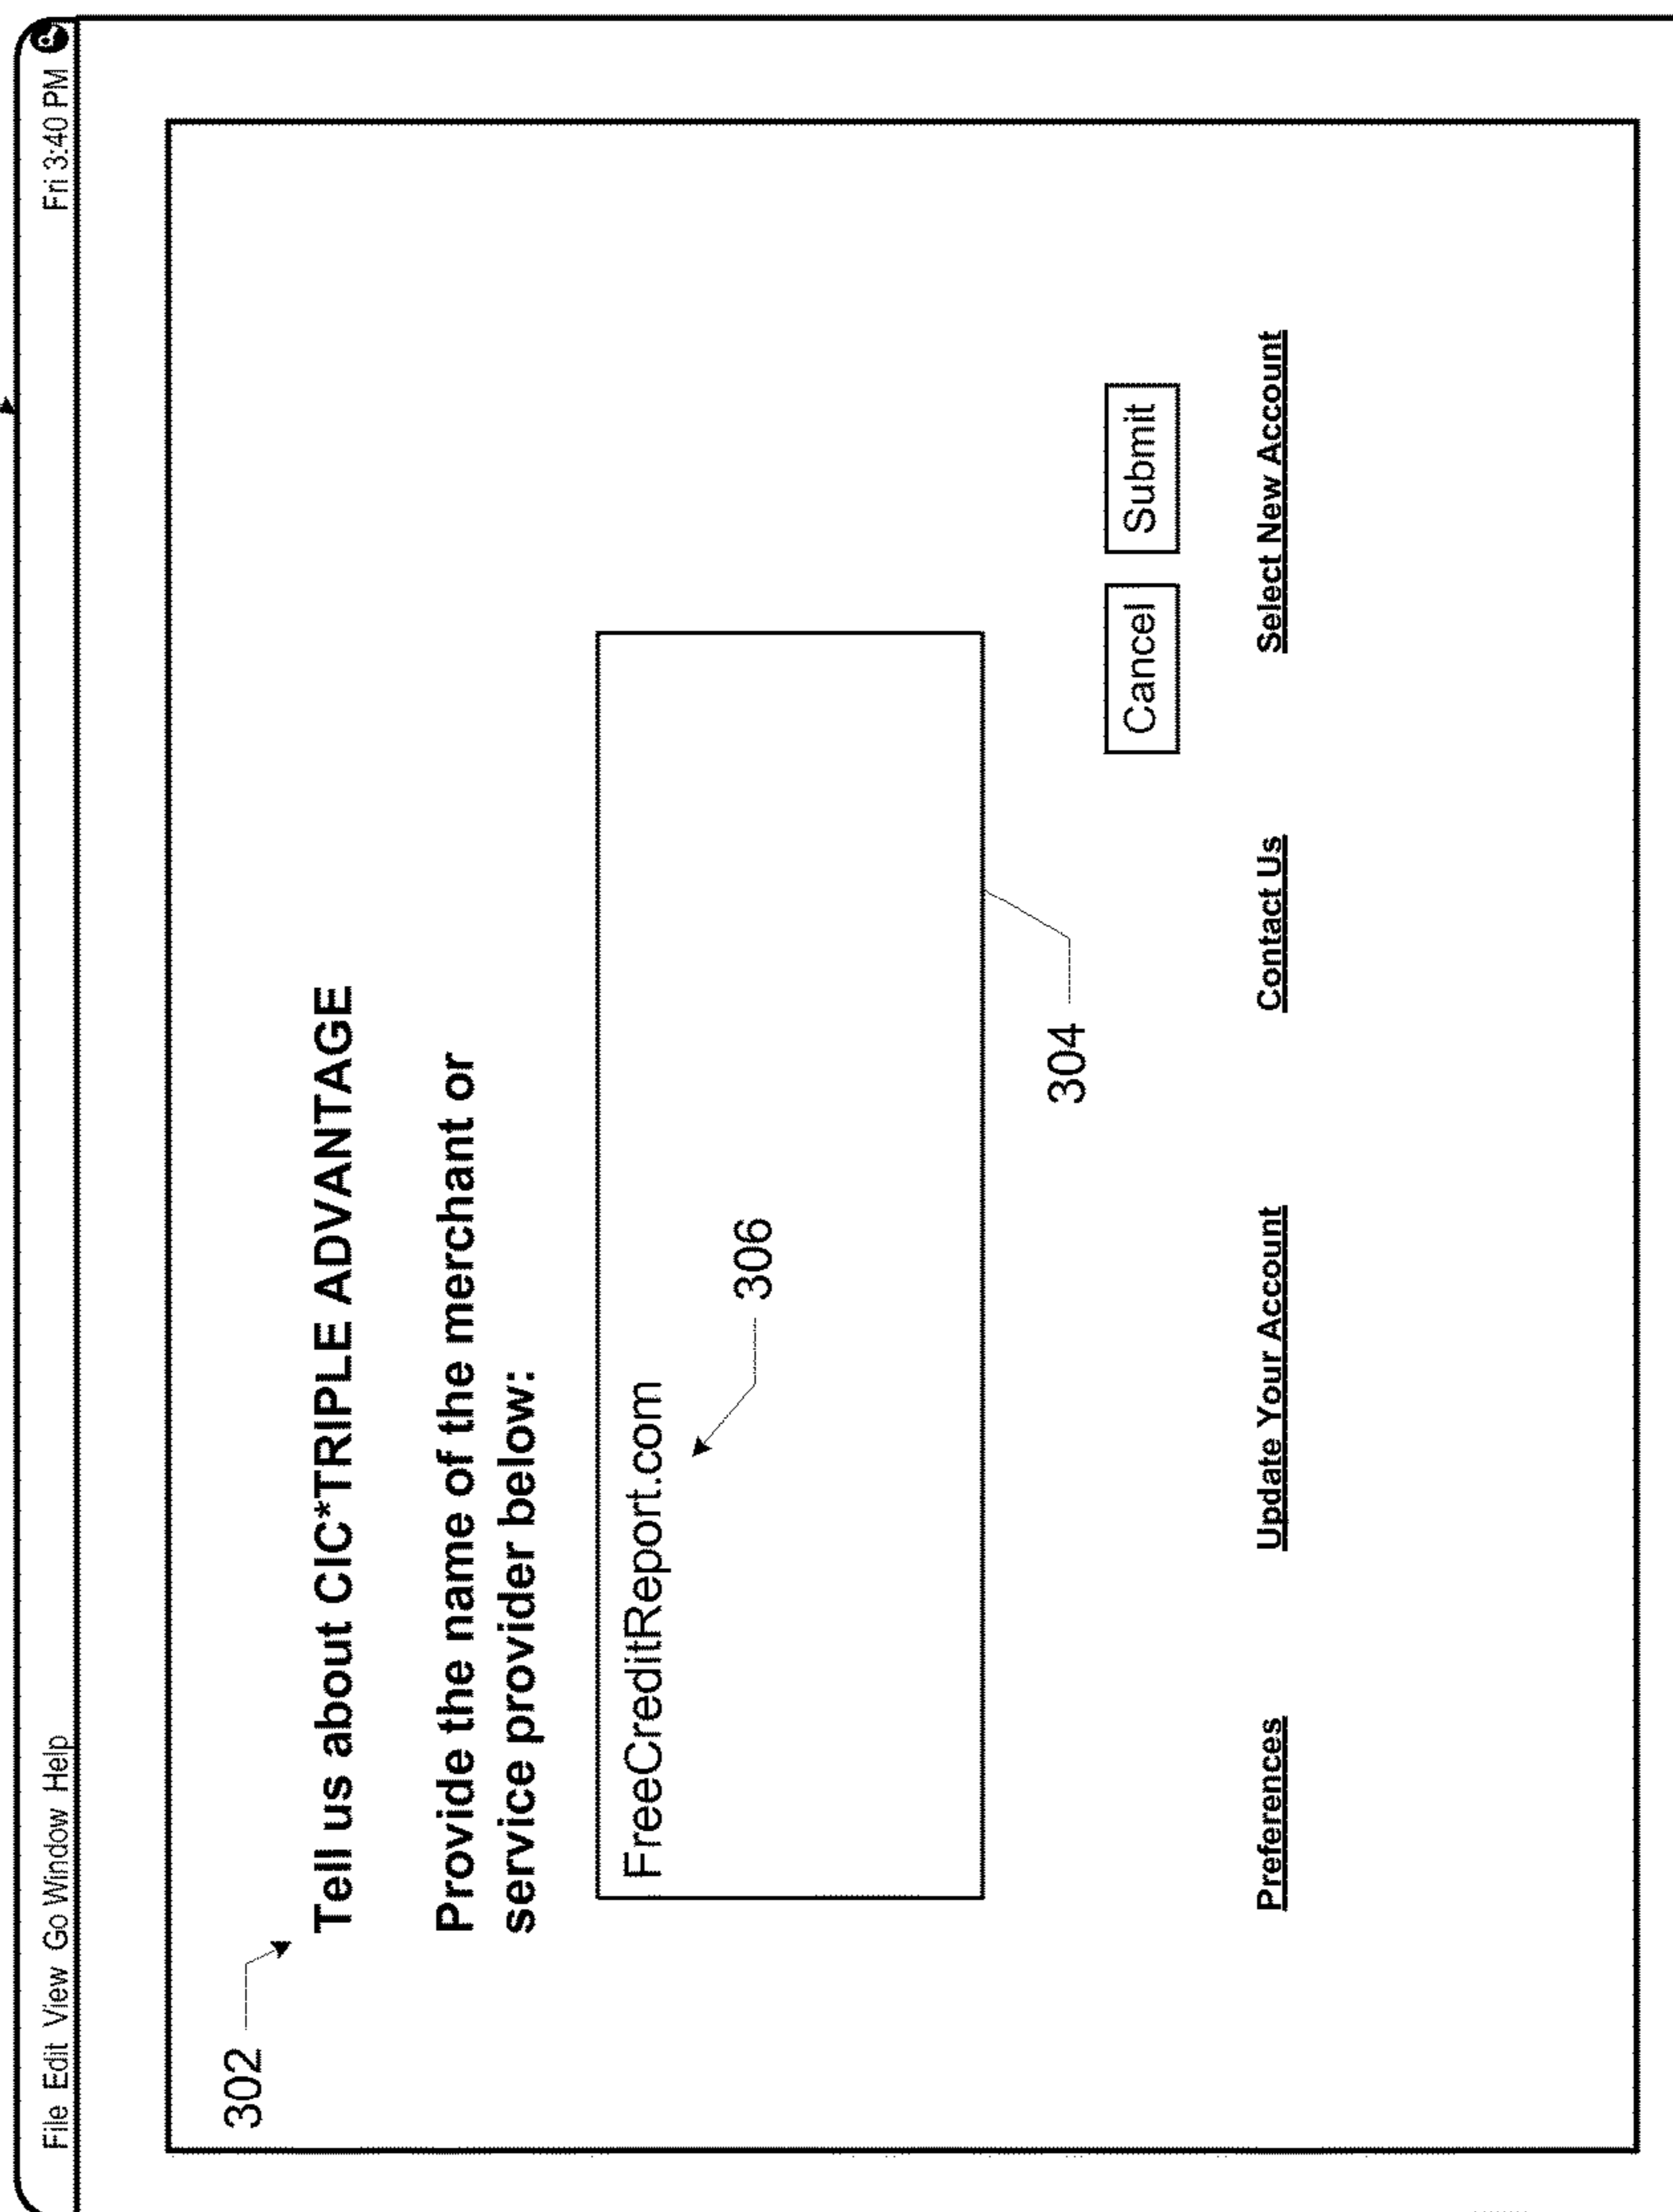 File Edit View Go Window Help Fri 3:40 PM
302
Tell us about CIC*TRIPLE ADVANTAGE
Provide the name of the merchant or
service provider below:
FreeCreditReport.com
306
304
Cancel Submit
Preferences Update Your Account Contact Us Select New Account